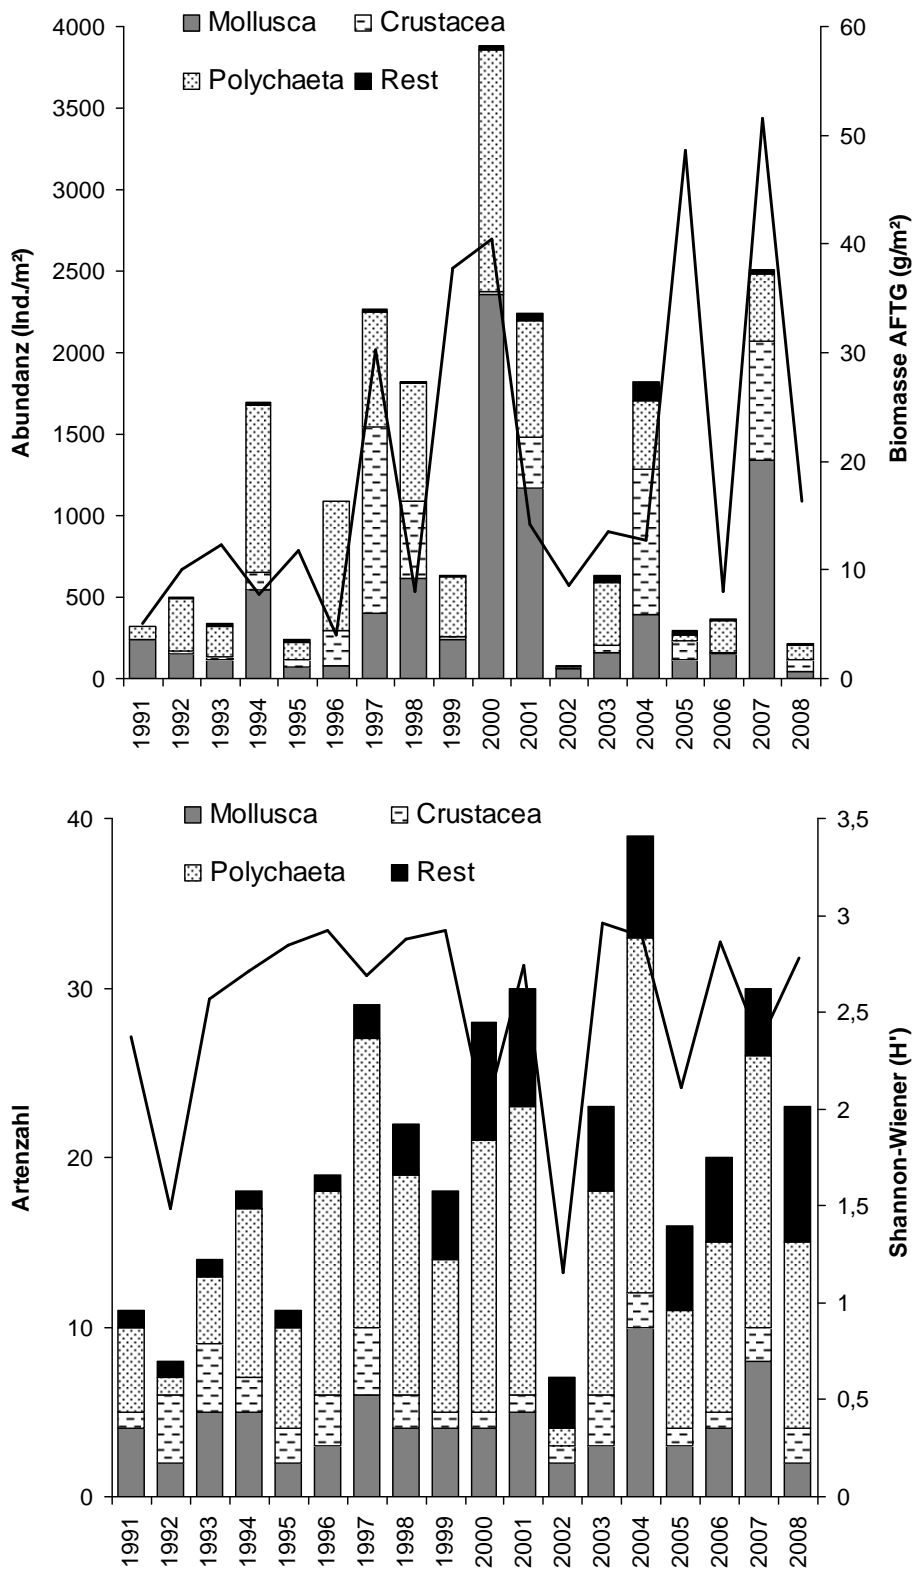 Mollusca Crustacea
Polychaeta Rest
4000
3500
3000
2500
2000
1500
1000
500
0
Abundanz (Ind./m²)
60
50
40
30
20
10
0
Biomasse AFTG (g/m²)
1991 1992 1993 1994 1995 1996 1997 1998 1999 2000 2001 2002 2003 2004 2005 2006 2007 2008
Mollusca Crustacea
Polychaeta Rest
40
30
20
10
0
Artenzahl
3,5
3
2,5
2
1,5
1
0,5
0
Shannon-Wiener (H')
1991 1992 1993 1994 1995 1996 1997 1998 1999 2000 2001 2002 2003 2004 2005 2006 2007 2008